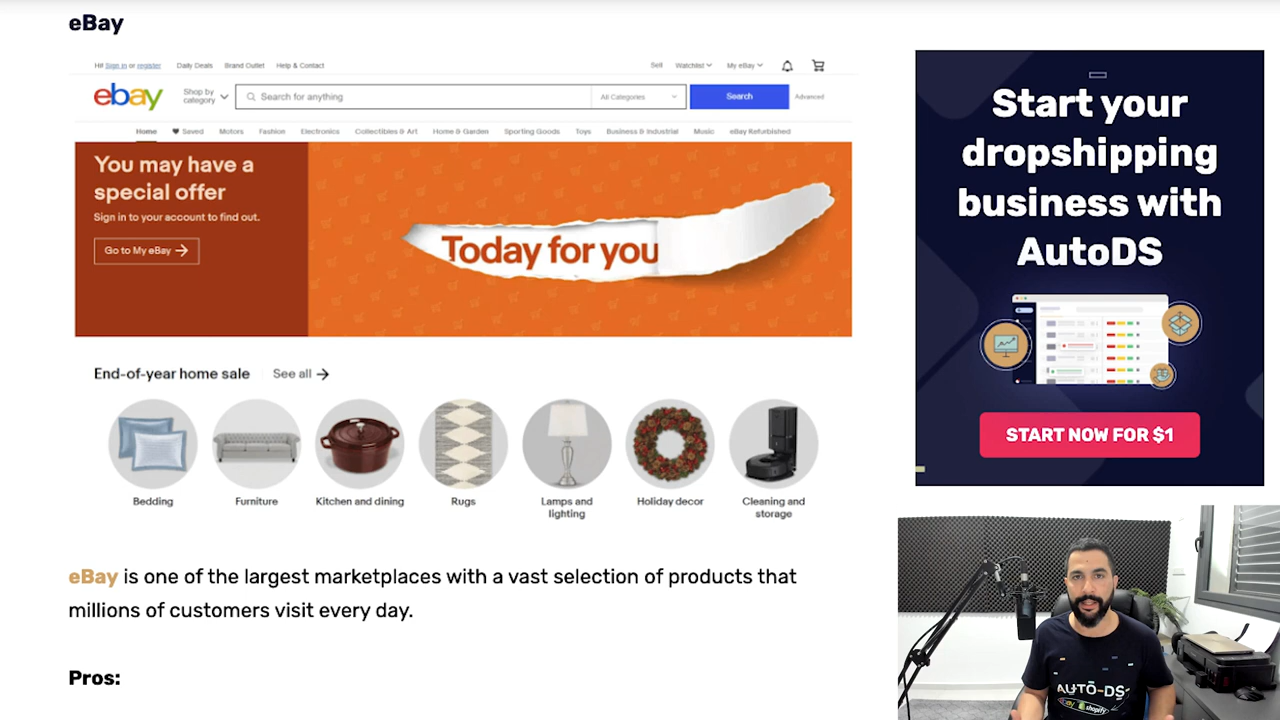 eBay
Hi! Sign in or register Daily Deals Brand Outlet Help & Contact Sell Watchlist My eBay
ebay Shop by category Search for anything All Categories Search Advanced
Home Saved Motors Fashion Electronics Collectibles & Art Home & Garden Sporting Goods Toys Business & Industrial Music eBay Refurbished
You may have a
special offer
Sign in to your account to find out.
Go to My eBay
Today for you
End-of-year home sale See all
Bedding Furniture Kitchen and dining Rugs Lamps and lighting Holiday decor Cleaning and storage
eBay is one of the largest marketplaces with a vast selection of products that
millions of customers visit every day.
Pros:
Start your
dropshipping
business with
AutoDS
START NOW FOR $1
AUTO-DS
ebay shopify